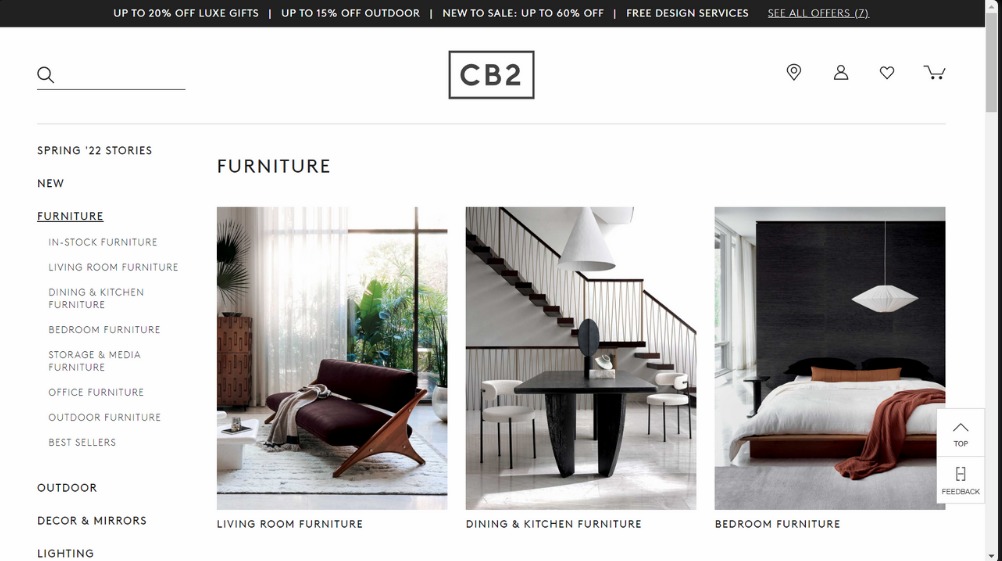 UP TO 20% OFF LUXE GIFTS | UP TO 15% OFF OUTDOOR | NEW TO SALE: UP TO 60% OFF | FREE DESIGN SERVICES SEE ALL OFFERS (7)
CB2
SPRING '22 STORIES
NEW
FURNITURE
IN-STOCK FURNITURE
LIVING ROOM FURNITURE
DINING & KITCHEN
FURNITURE
BEDROOM FURNITURE
STORAGE & MEDIA
FURNITURE
OFFICE FURNITURE
OUTDOOR FURNITURE
BEST SELLERS
OUTDOOR
DECOR & MIRRORS
LIGHTING
FURNITURE
LIVING ROOM FURNITURE
DINING & KITCHEN FURNITURE
BEDROOM FURNITURE
TOP
FEEDBACK